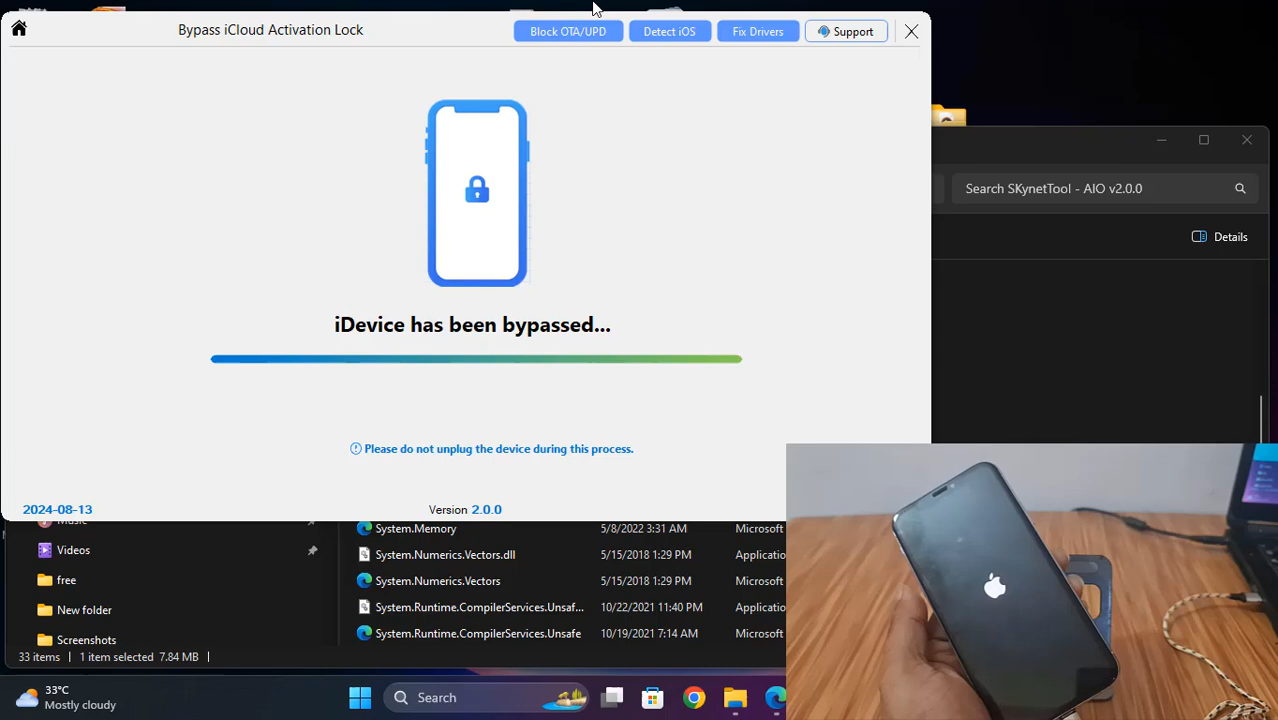 Bypass iCloud Activation Lock
Block OTA/UPD
Detect iOS
Fix Drivers
Support
Search SKynetTool - AIO v2.0.0
Details
iDevice has been bypassed...
Please do not unplug the device during this process.
2024-08-13
Version 2.0.0
System.Memory 5/8/2022 3:31 AM Microsoft
Videos
System.Numerics.Vectors.dll 5/15/2018 1:29 PM Applicatio
free
System.Numerics.Vectors 5/15/2018 1:29 PM Microsoft
New folder
System.Runtime.CompilerServices.Unsaf... 10/22/2021 11:40 PM Applicatio
Screenshots
System.Runtime.CompilerServices.Unsafe 10/19/2021 7:14 AM Microsoft
33 items
1 item selected 7.84 MB
33°C
Mostly cloudy
Search